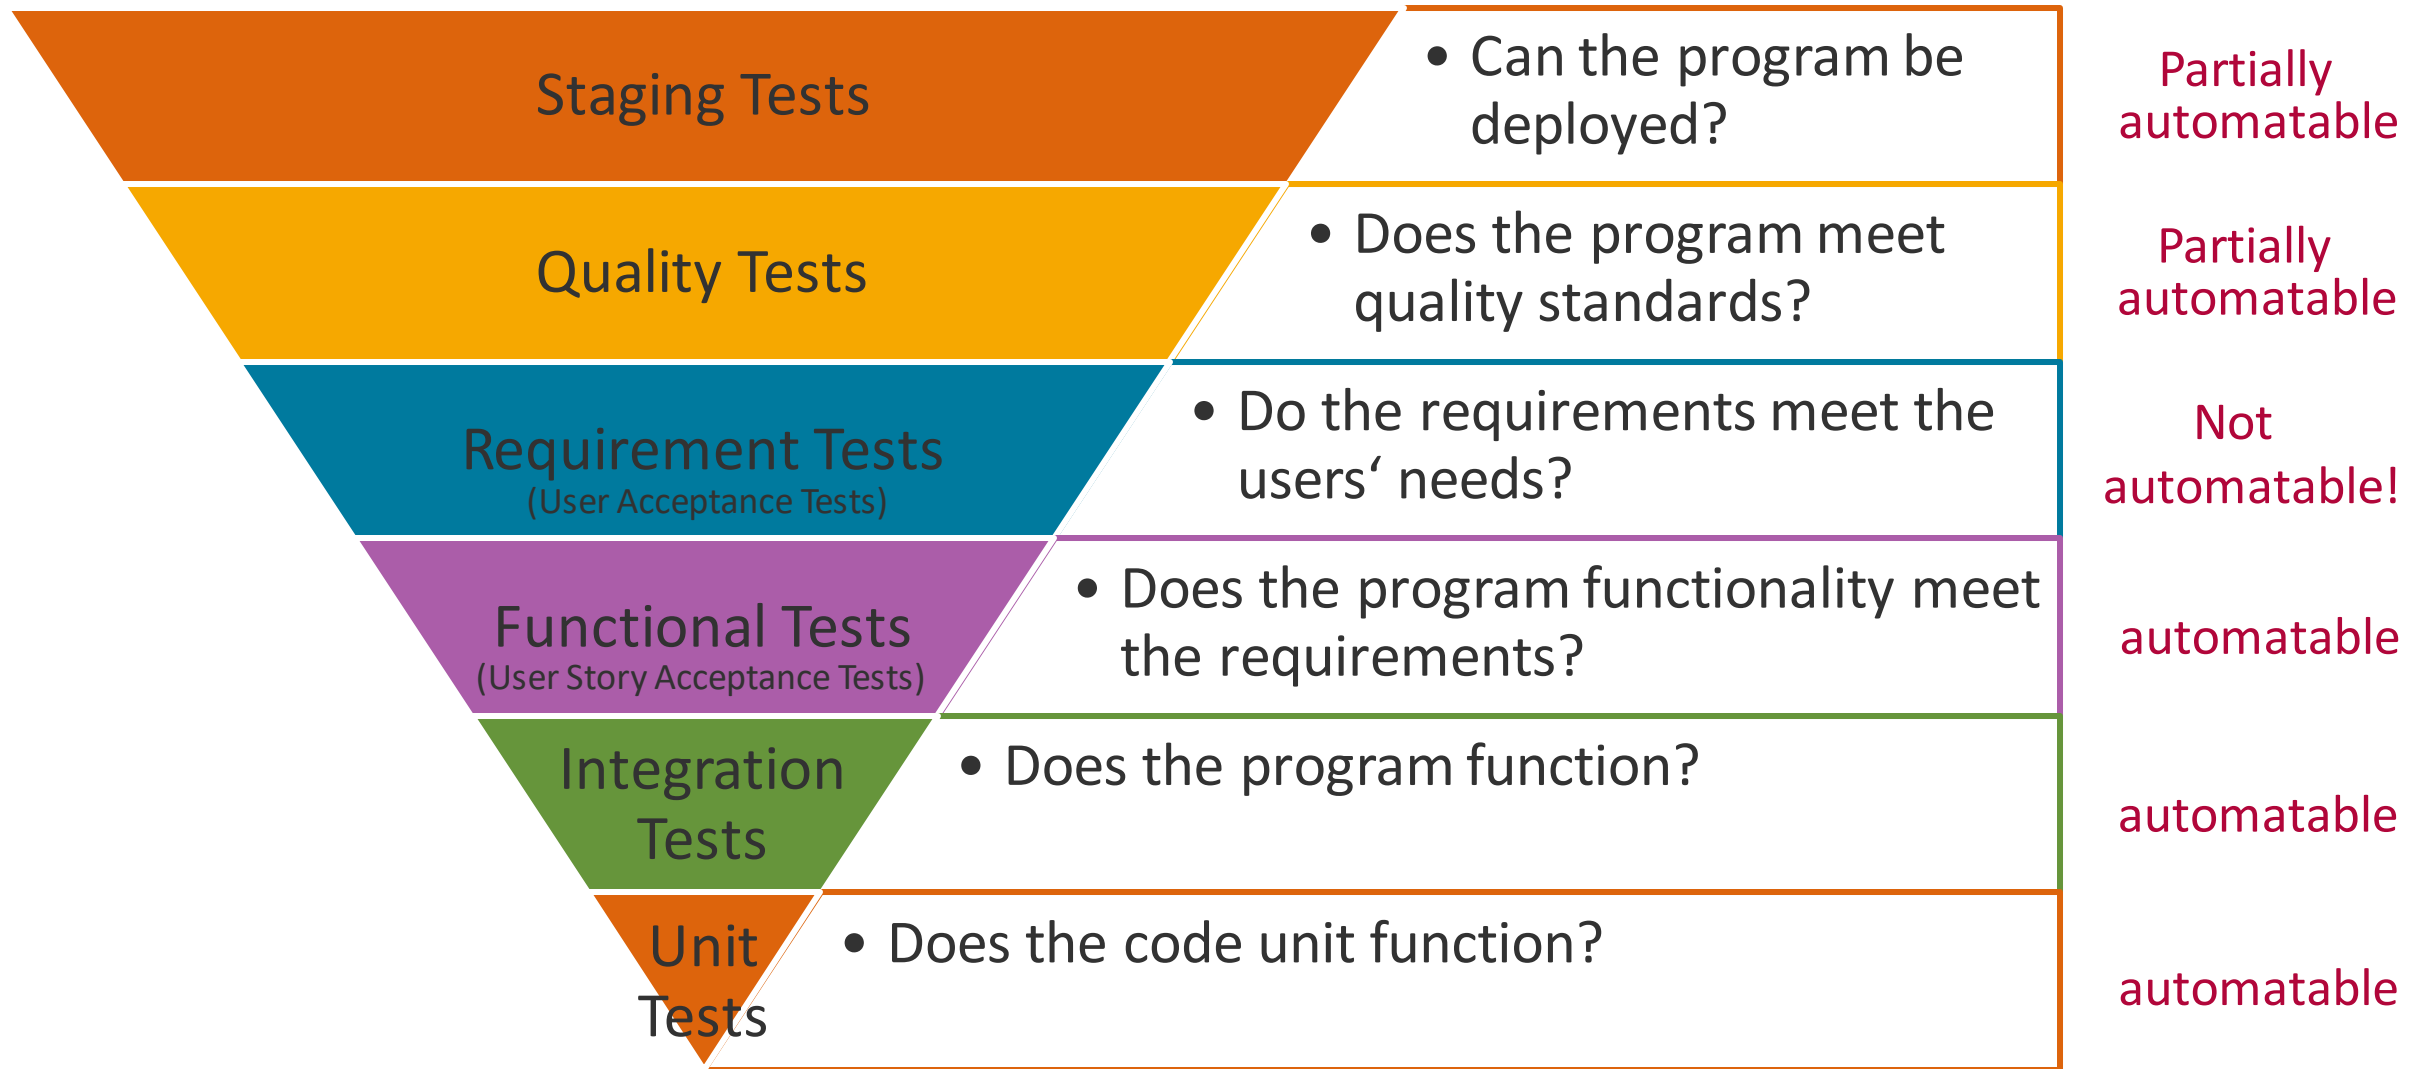 Staging Tests
• Can the program be
deployed?
Partially
automatable
Quality Tests
• Does the program meet
quality standards?
Partially
automatable
Requirement Tests
(User Acceptance Tests)
• Do the requirements meet the
users‘ needs?
Not
automatable!
Functional Tests
(User Story Acceptance Tests)
• Does the program functionality meet
the requirements?
automatable
Integration
Tests
• Does the program function?
automatable
Unit
Tests
• Does the code unit function?
automatable